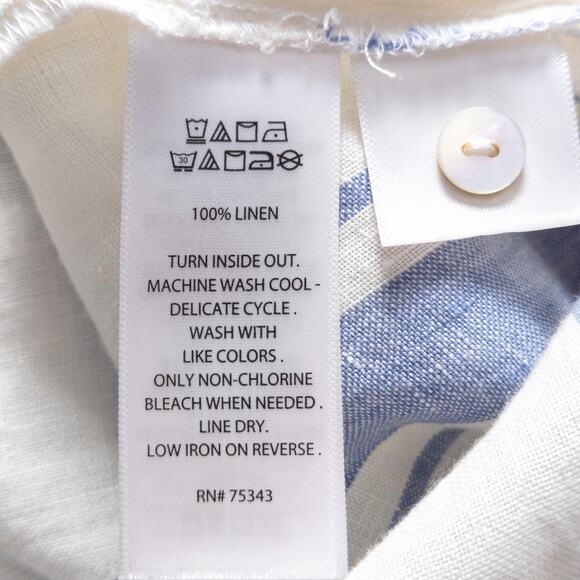 30
100% LINEN
TURN INSIDE OUT.
MACHINE WASH COOL -
DELICATE CYCLE .
WASH WITH
LIKE COLORS .
ONLY NON-CHLORINE
BLEACH WHEN NEEDED .
LINE DRY.
LOW IRON ON REVERSE .
RN# 75343